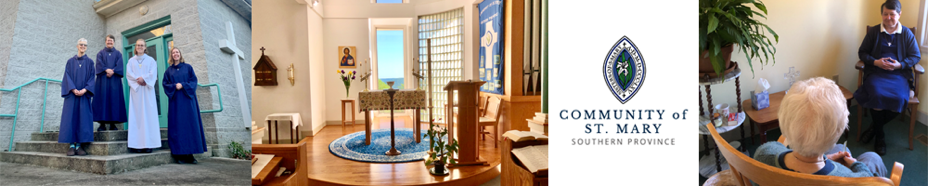 COMMUNITY of
ST. MARY
SOUTHERN PROVINCE